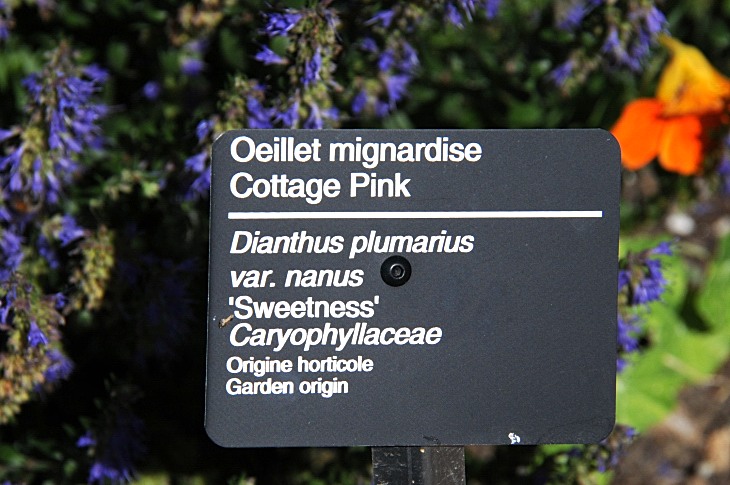 Oeillet mignardise
Cottage Pink
Dianthus plumarius
var. nanus
'Sweetness'
Caryophyllaceae
Origine horticole
Garden origin